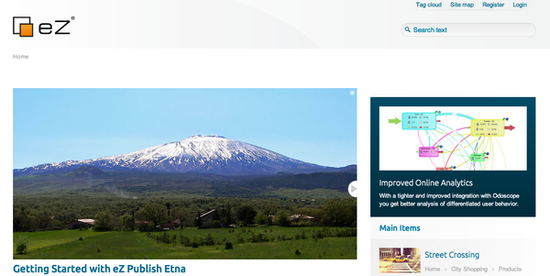 Tag cloud Site map Register Login
eZ®
Search text
Home
Improved Online Analytics
With a tighter and improved integration with Odoscope
you get better analysis of differentiated user behavior.
Main Items
Getting Started with eZ Publish Etna
Street Crossing
Home > City Shopping > Products